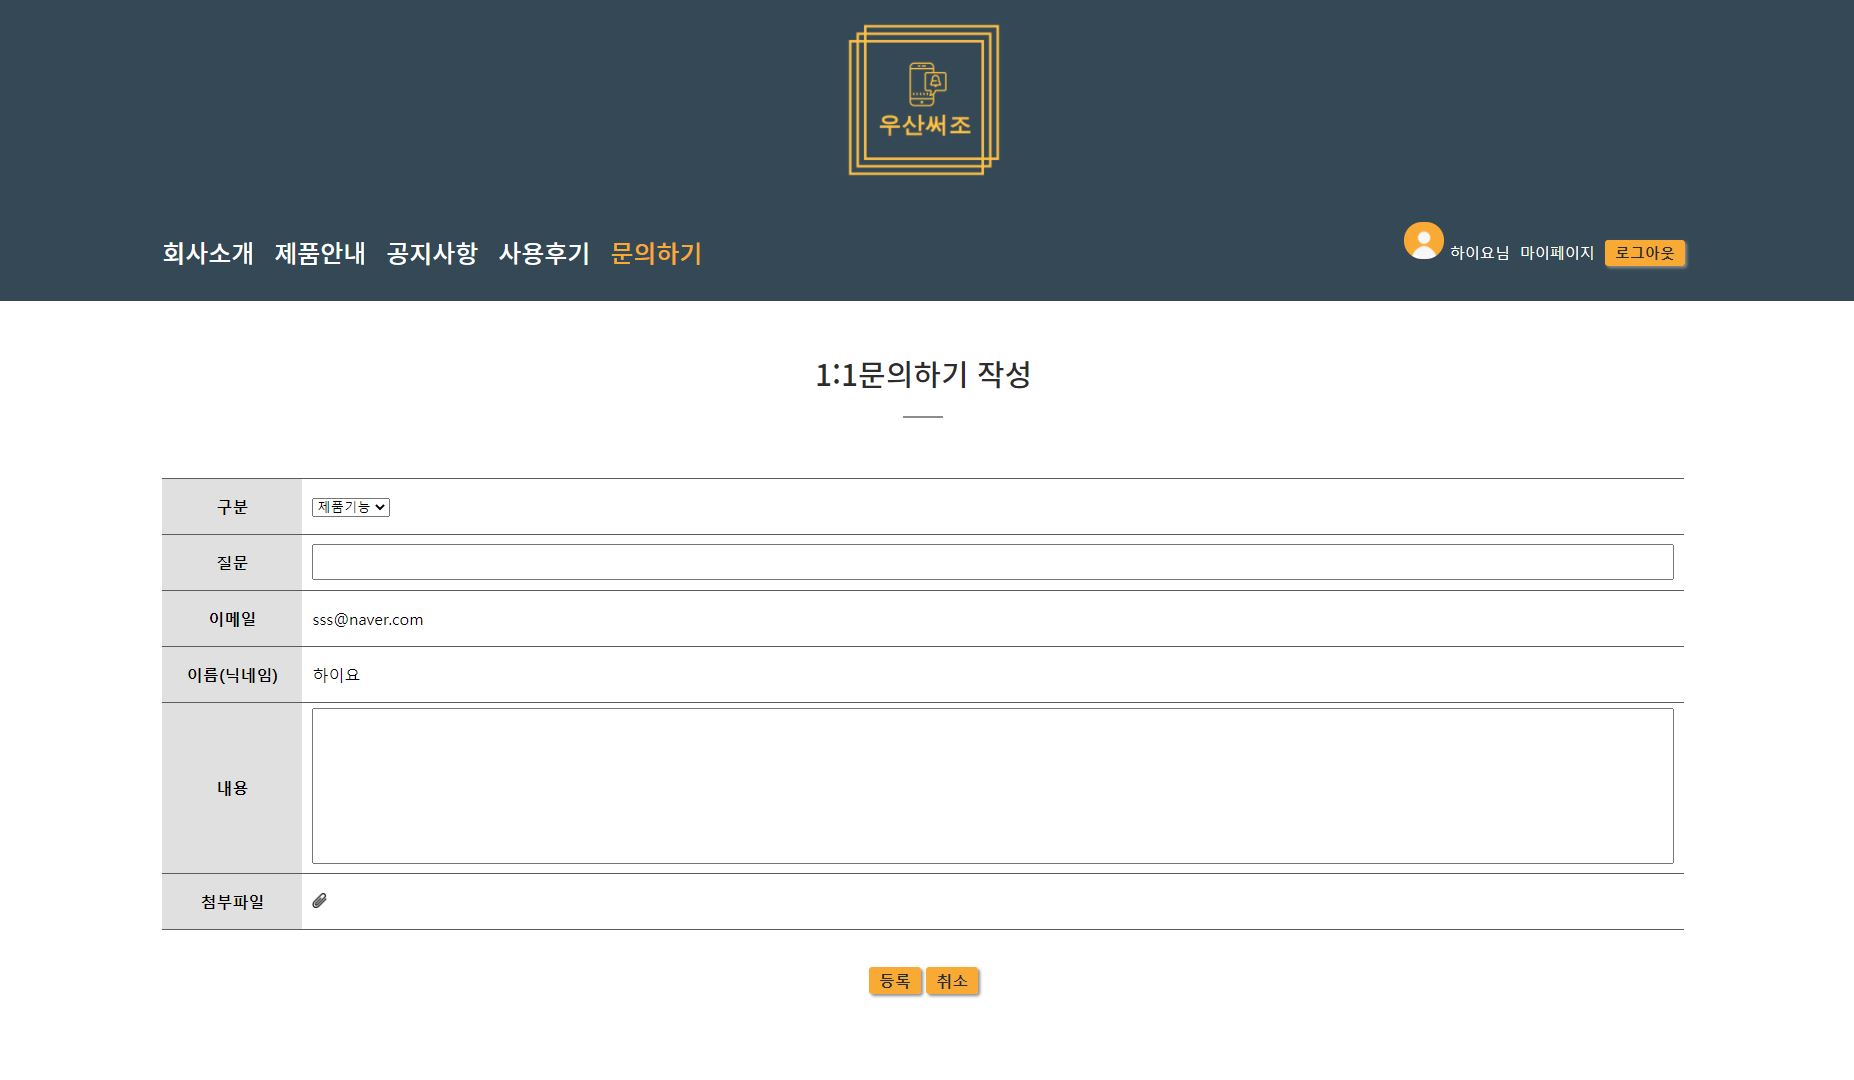 우산써조
회사소개 제품안내 공지사항 사용후기 문의하기
하이요님 마이페이지 로그아웃
1:1문의하기 작성
구분 제품기능
질문
이메일 sss@naver.com
이름(닉네임) 하이요
내용
첨부파일
등록 취소